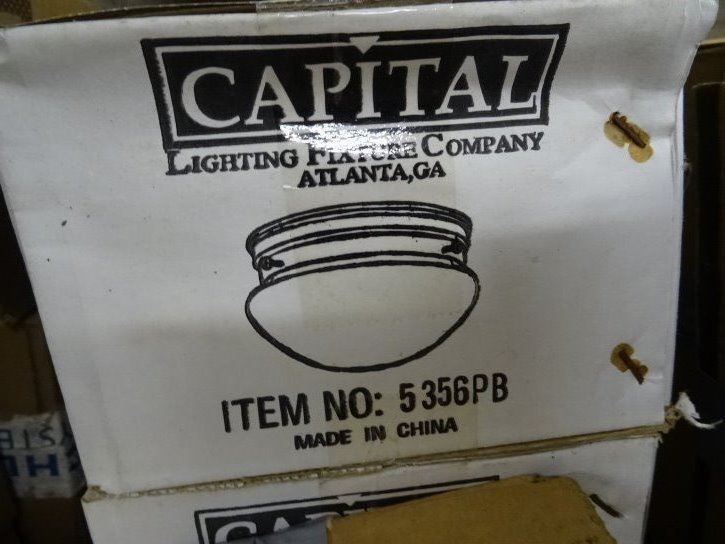 CAPITAL
LIGHTING FIXTURE COMPANY
ATLANTA,GA
ITEM NO: 5356PB
MADE IN CHINA